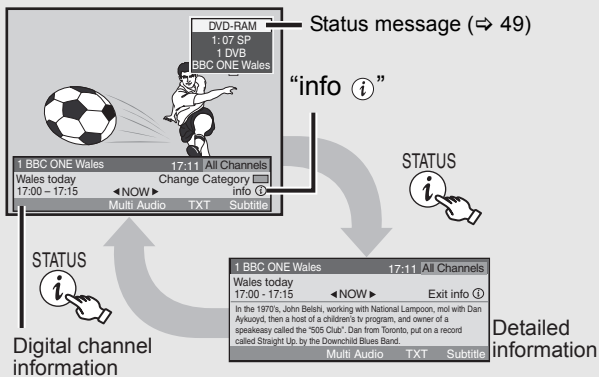 DVD-RAM
1:07 SP
1 DVB
BBC ONE Wales
Status message (⇨ 49)
“info ⓘ”
1 BBC ONE Wales 17:11 All Channels
Wales today Change Category
17:00 – 17:15 ◄NOW► info ⓘ
Multi Audio TXT Subtitle
STATUS
i
STATUS
i
Digital channel
information
1 BBC ONE Wales 17:11 All Channels
Wales today
17:00 - 17:15 ◄NOW► Exit info ⓘ
In the 1970's, John Belshi, working with National Lampoon, mol with Dan
Aykuoyd, then a host of a children's tv program, and owner of a
speakeasy called the “505 Club”. Dan from Toronto, put on a record
called Straight Up. by the Downchild Blues Band.
Multi Audio TXT Subtitle
Detailed
information